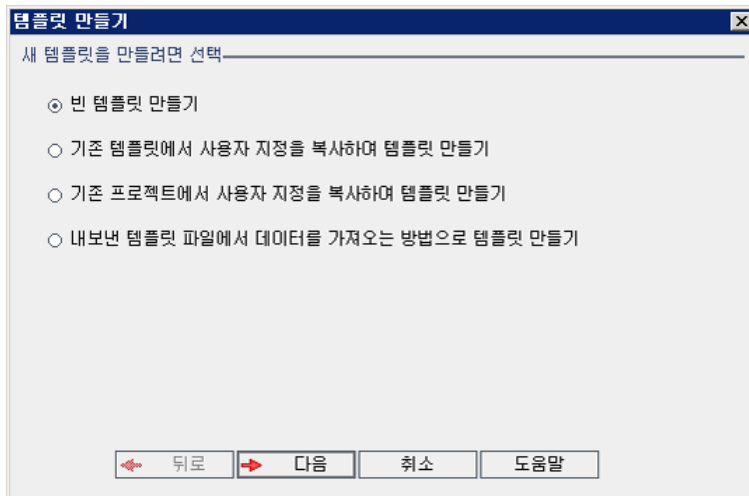 템플릿 만들기
새 템플릿을 만들려면 선택
빈 템플릿 만들기
기존 템플릿에서 사용자 지정을 복사하여 템플릿 만들기
기존 프로젝트에서 사용자 지정을 복사하여 템플릿 만들기
내보낸 템플릿 파일에서 데이터를 가져오는 방법으로 템플릿 만들기
뒤로 다음 취소 도움말